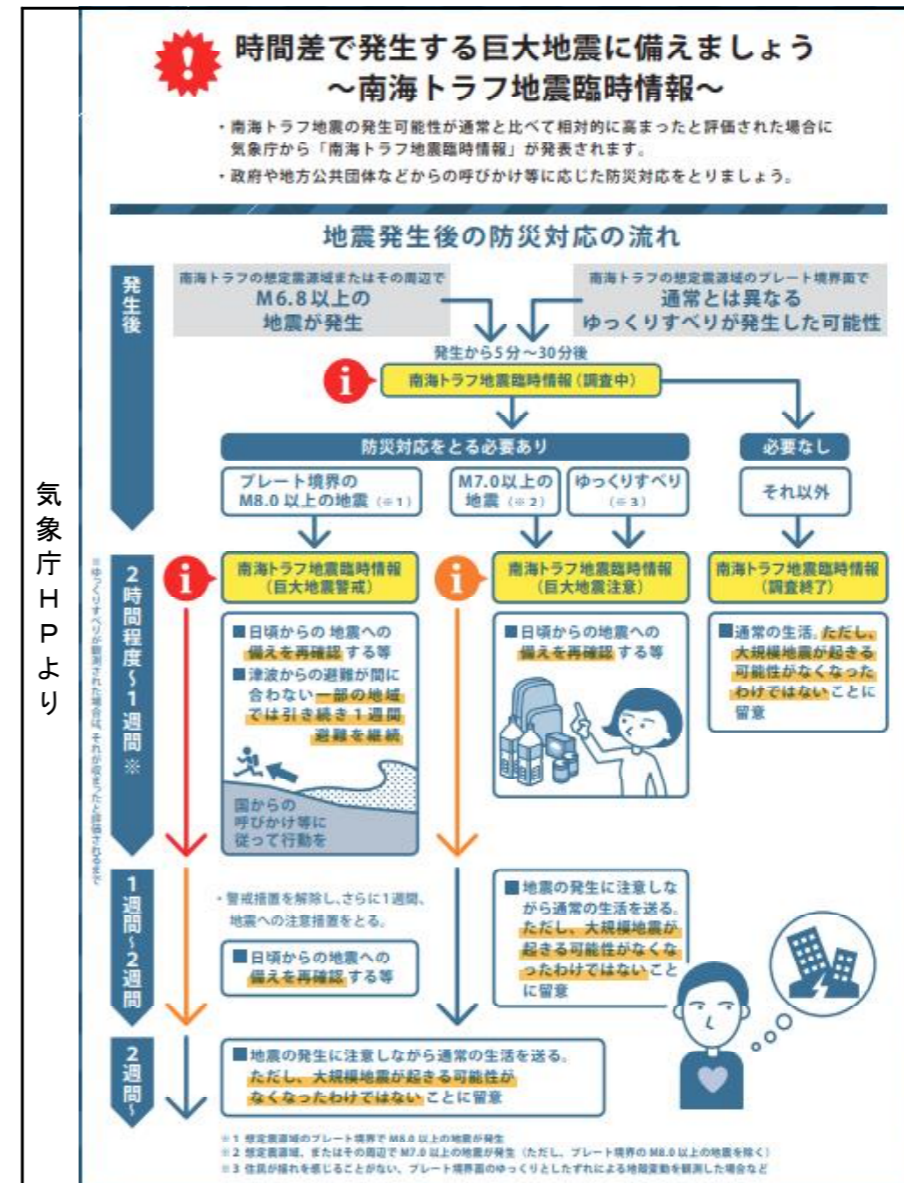 気象庁HPより
!
時間差で発生する巨大地震に備えましょう
～南海トラフ地震臨時情報～
・南海トラフ地震の発生可能性が通常と比べて相対的に高まったと評価された場合に
気象庁から「南海トラフ地震臨時情報」が発表されます。
・政府や地方公共団体などからの呼びかけ等に応じた防災対応をとりましょう。
地震発生後の防災対応の流れ
発生後
南海トラフの想定震源域またはその周辺で
M6.8以上の
地震が発生
南海トラフの想定震源域のプレート境界面で
通常とは異なる
ゆっくりすべりが発生した可能性
発生から5分～30分後
i
南海トラフ地震臨時情報(調査中)
防災対応をとる必要あり
必要なし
プレート境界の
M8.0以上の地震(※1)
M7.0以上の
地震(※2)
ゆっくりすべり
(※3)
それ以外
2時間程度～1週間※
※ゆっくりすべりが観測された場合は、それが収まったと評価されるまで
i
南海トラフ地震臨時情報
(巨大地震警戒)
i
南海トラフ地震臨時情報
(巨大地震注意)
南海トラフ地震臨時情報
(調査終了)
■日頃からの 地震への
備えを再確認 する等
■津波からの避難が間に
合わない一部の地域
では引き続き1週間
避難を継続
国からの
呼びかけ等に
従って行動を
■日頃からの地震への
備えを再確認 する等
■通常の生活。ただし、
大規模地震が起きる
可能性がなくなった
わけではない ことに
留意
1週間～2週間
・警戒措置を解除し、さらに1週間、
地震への注意措置をとる。
■日頃からの地震への
備えを再確認 する等
■地震の発生に注意しな
がら通常の生活を送る。
ただし、大規模地震が
起きる可能性がなくな
ったわけではない こと
に留意
2週間～
■地震の発生に注意しながら通常の生活を送る。
ただし、大規模地震が起きる可能性が
なくなったわけではない ことに留意
※1 想定震源域のプレート境界でM8.0以上の地震が発生
※2 想定震源域、またはその周辺でM7.0以上の地震が発生(ただし、プレート境界のM8.0以上の地震を除く)
※3 住民が揺れを感じることがない、プレート境界面のゆっくりとしたずれによる地殻変動を観測した場合など